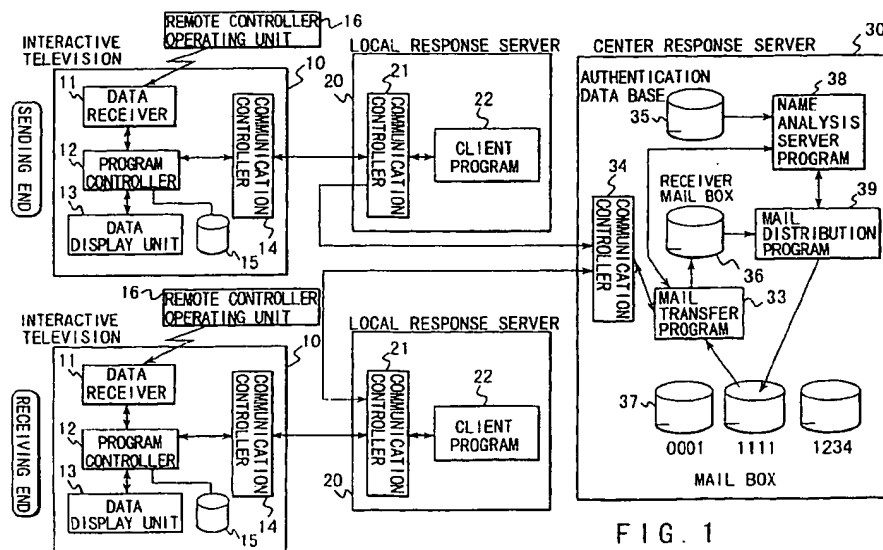 REMOTE CONTROLLER
OPERATING UNIT
16
INTERACTIVE
TELEVISION
10
SENDING END
11
DATA
RECEIVER
12
PROGRAM
CONTROLLER
13
DATA
DISPLAY UNIT
15
COMMUNICATION
CONTROLLER
14
LOCAL RESPONSE SERVER
20
21
COMMUNICATION
CONTROLLER
22
CLIENT
PROGRAM
CENTER RESPONSE SERVER
30
AUTHENTICATION
DATA BASE
35
38
NAME
ANALYSIS
SERVER
PROGRAM
34
COMMUNICATION
CONTROLLER
RECEIVER
MAIL BOX
36
39
MAIL
DISTRIBUTION
PROGRAM
MAIL
TRANSFER
PROGRAM
33
37
0001
1111
1234
MAIL BOX
16
REMOTE CONTROLLER
OPERATING UNIT
INTERACTIVE
TELEVISION
10
RECEIVING END
11
DATA
RECEIVER
12
PROGRAM
CONTROLLER
13
DATA
DISPLAY UNIT
15
COMMUNICATION
CONTROLLER
14
LOCAL RESPONSE SERVER
20
21
COMMUNICATION
CONTROLLER
22
CLIENT
PROGRAM
FIG. 1